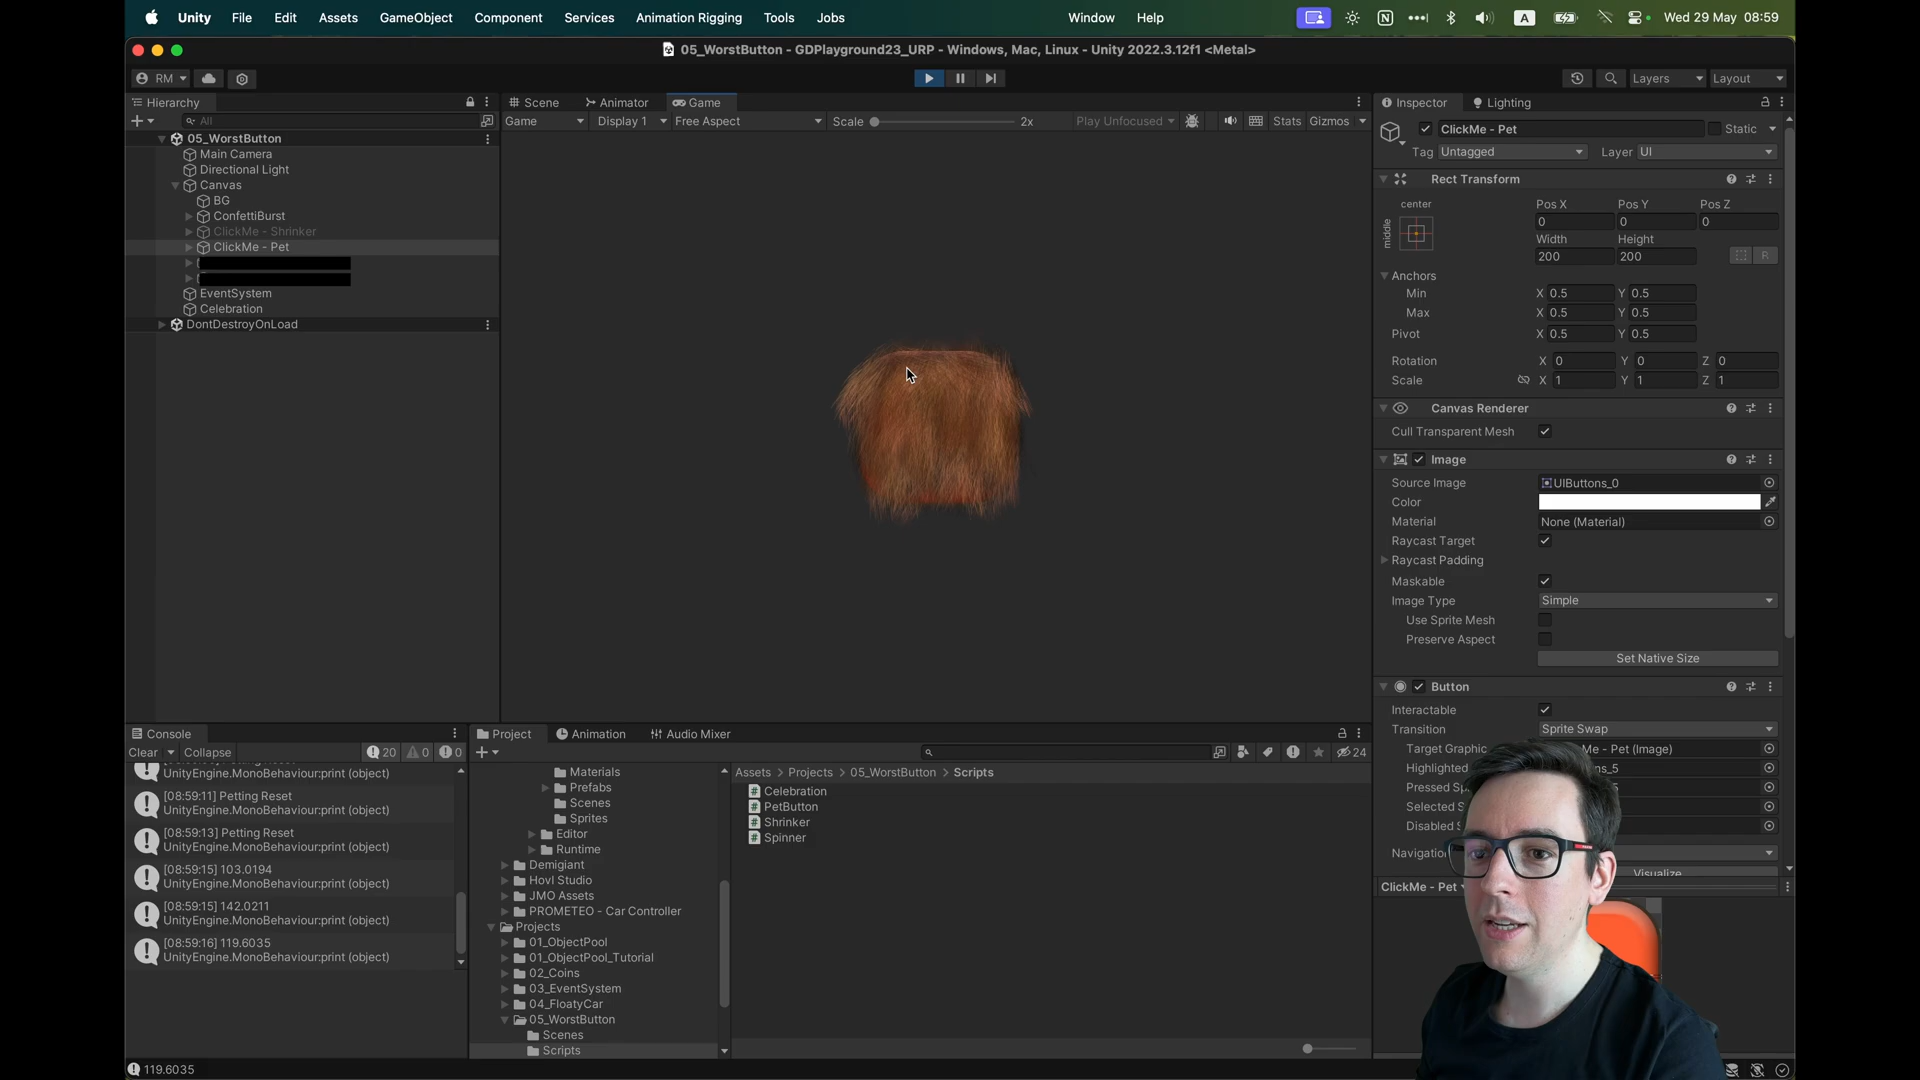 Unity File Edit Assets GameObject Component Services Animation Rigging Tools Jobs Window Help A Wed 29 May 08:59
05_WorstButton - GDPlayground23_URP - Windows, Mac, Linux - Unity 2022.3.12f1 <Metal>
RM Layers Layout
Hierarchy
All
05_WorstButton
Main Camera
Directional Light
Canvas
BG
ConfettiBurst
ClickMe - Shrinker
ClickMe - Pet
EventSystem
Celebration
DontDestroyOnLoad
Scene Animator Game
Game Display 1 Free Aspect Scale 2x Play Unfocused Stats Gizmos
Inspector Lighting
ClickMe - Pet Static
Tag Untagged Layer UI
Rect Transform
center Pos X Pos Y Pos Z
middle 0 0 0
Width Height
200 200 R
Anchors
Min X 0.5 Y 0.5
Max X 0.5 Y 0.5
Pivot X 0.5 Y 0.5
Rotation X 0 Y 0 Z 0
Scale X 1 Y 1 Z 1
Canvas Renderer
Cull Transparent Mesh
Image
Source Image UIButtons_0
Color
Material None (Material)
Raycast Target
Raycast Padding
Maskable
Image Type Simple
Use Sprite Mesh
Preserve Aspect
Set Native Size
Button
Interactable
Transition Sprite Swap
Target Graphic Me - Pet (Image)
Highlighted
Pressed
Selected
Disabled
Visualize
ClickMe - Pet
Console
Clear Collapse 20 0 0
UnityEngine.MonoBehaviour:print (object)
[08:59:11] Petting Reset
UnityEngine.MonoBehaviour:print (object)
[08:59:13] Petting Reset
UnityEngine.MonoBehaviour:print (object)
[08:59:15] 103.0194
UnityEngine.MonoBehaviour:print (object)
[08:59:15] 142.0211
UnityEngine.MonoBehaviour:print (object)
[08:59:16] 119.6035
UnityEngine.MonoBehaviour:print (object)
119.6035
Project Animation Audio Mixer
24
Materials
Prefabs
Scenes
Sprites
Editor
Runtime
Demigiant
Hovl Studio
JMO Assets
PROMETEO - Car Controller
Projects
01_ObjectPool
01_ObjectPool_Tutorial
02_Coins
03_EventSystem
04_FloatyCar
05_WorstButton
Scenes
Scripts
Assets > Projects > 05_WorstButton > Scripts
Celebration
PetButton
Shrinker
Spinner